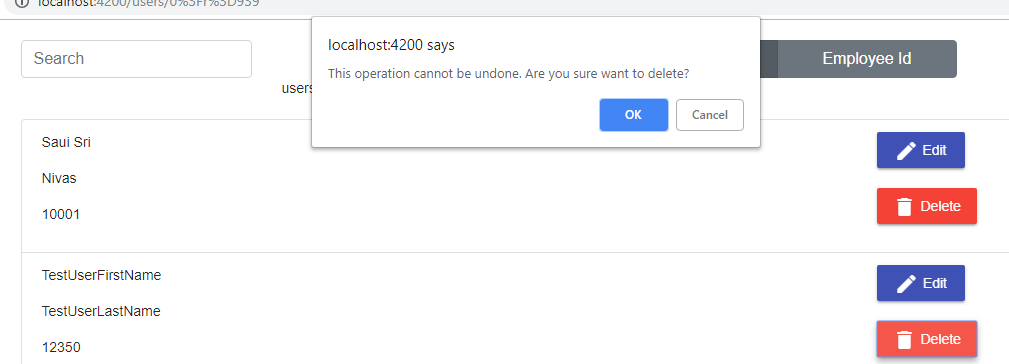 localhost:4200/users/0%3Fr%3D939
localhost:4200 says
This operation cannot be undone. Are you sure want to delete?
OK
Cancel
Search
Employee Id
users
Saui Sri
Edit
Nivas
Delete
10001
TestUserFirstName
Edit
TestUserLastName
Delete
12350